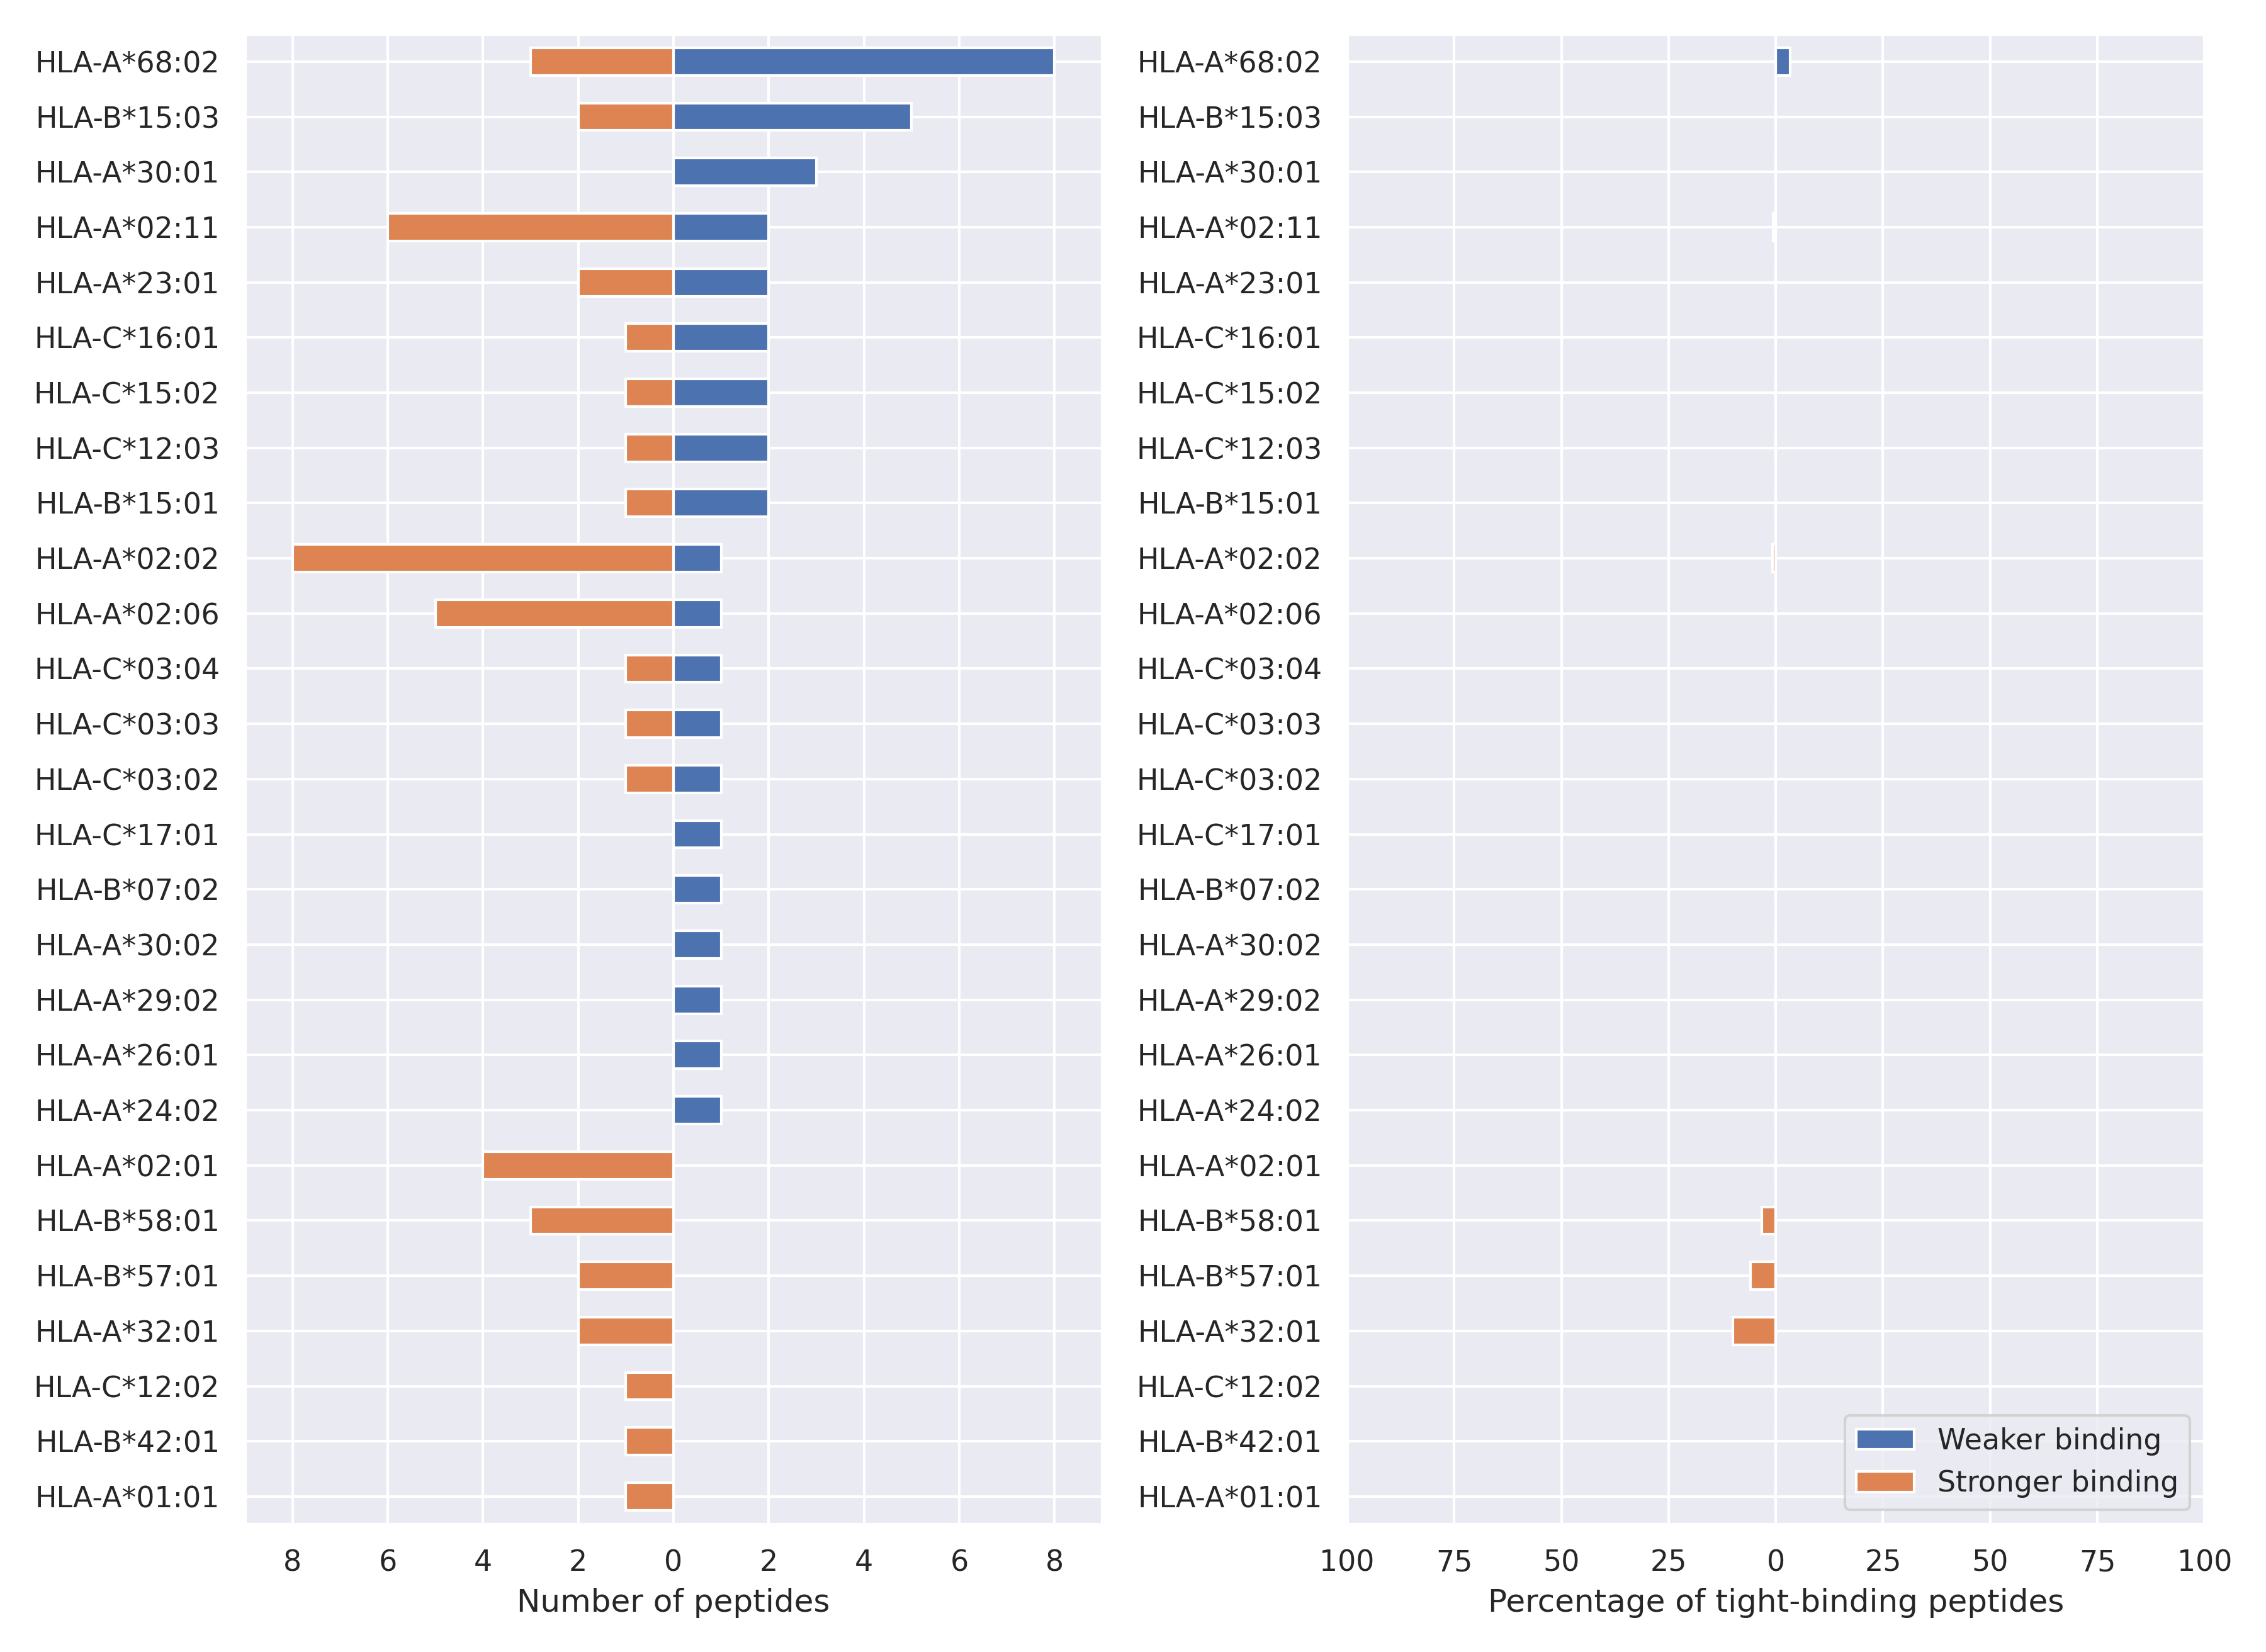 HLA-A*68:02
HLA-B*15:03
HLA-A*30:01
HLA-A*02:11
HLA-A*23:01
HLA-C*16:01
HLA-C*15:02
HLA-C*12:03
HLA-B*15:01
HLA-A*02:02
HLA-A*02:06
HLA-C*03:04
HLA-C*03:03
HLA-C*03:02
HLA-C*17:01
HLA-B*07:02
HLA-A*30:02
HLA-A*29:02
HLA-A*26:01
HLA-A*24:02
HLA-A*02:01
HLA-B*58:01
HLA-B*57:01
HLA-A*32:01
HLA-C*12:02
HLA-B*42:01
HLA-A*01:01
8 6 4 2 0 2 4 6 8
Number of peptides
HLA-A*68:02
HLA-B*15:03
HLA-A*30:01
HLA-A*02:11
HLA-A*23:01
HLA-C*16:01
HLA-C*15:02
HLA-C*12:03
HLA-B*15:01
HLA-A*02:02
HLA-A*02:06
HLA-C*03:04
HLA-C*03:03
HLA-C*03:02
HLA-C*17:01
HLA-B*07:02
HLA-A*30:02
HLA-A*29:02
HLA-A*26:01
HLA-A*24:02
HLA-A*02:01
HLA-B*58:01
HLA-B*57:01
HLA-A*32:01
HLA-C*12:02
HLA-B*42:01
HLA-A*01:01
Weaker binding
Stronger binding
100 75 50 25 0 25 50 75 100
Percentage of tight-binding peptides